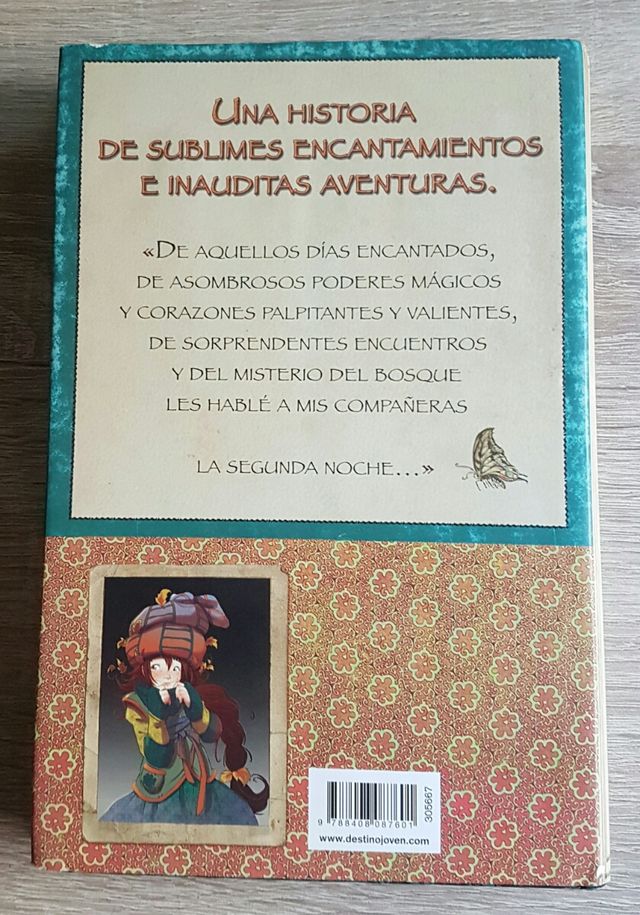 UNA HISTORIA
DE SUBLIMES ENCANTAMIENTOS
E INAUDITAS AVENTURAS.
«DE AQUELLOS DÍAS ENCANTADOS,
DE ASOMBROSOS PODERES MÁGICOS
Y CORAZONES PALPITANTES Y VALIENTES,
DE SORPRENDENTES ENCUENTROS
Y DEL MISTERIO DEL BOSQUE
LES HABLÉ A MIS COMPAÑERAS
LA SEGUNDA NOCHE...»
305667
9 788408 087601
www.destinojoven.com